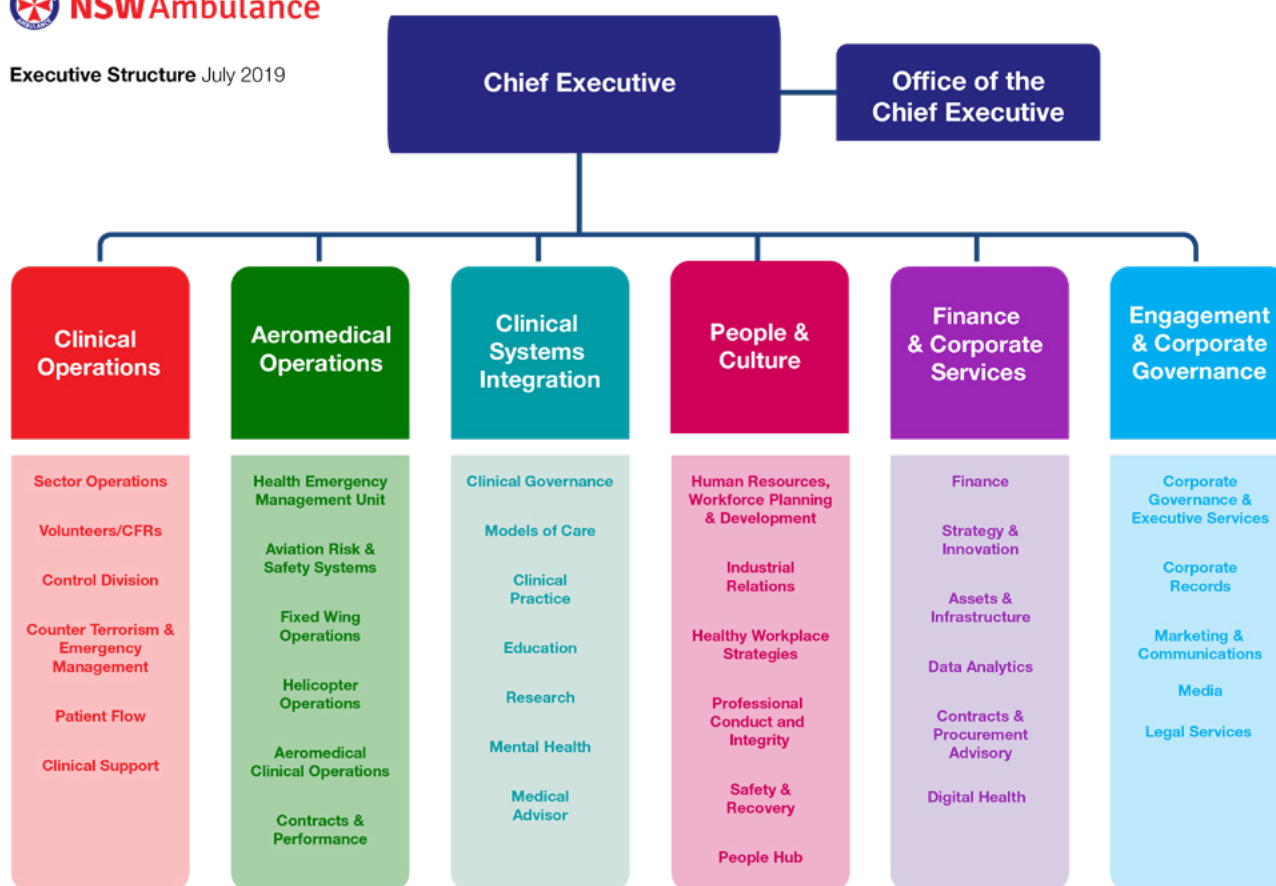 NSW Ambulance
AMBULANCE
Executive Structure July 2019
Chief Executive
Office of the
Chief Executive
Clinical
Operations
Sector Operations
Volunteers/CFRs
Control Division
Counter Terrorism &
Emergency
Management
Patient Flow
Clinical Support
Aeromedical
Operations
Health Emergency
Management Unit
Aviation Risk &
Safety Systems
Fixed Wing
Operations
Helicopter
Operations
Aeromedical
Clinical Operations
Contracts &
Performance
Clinical
Systems
Integration
Clinical Governance
Models of Care
Clinical
Practice
Education
Research
Mental Health
Medical
Advisor
People &
Culture
Human Resources,
Workforce Planning
& Development
Industrial
Relations
Healthy Workplace
Strategies
Professional
Conduct and
Integrity
Safety &
Recovery
People Hub
Finance
& Corporate
Services
Finance
Strategy &
Innovation
Assets &
Infrastructure
Data Analytics
Contracts &
Procurement
Advisory
Digital Health
Engagement
& Corporate
Governance
Corporate
Governance &
Executive Services
Corporate
Records
Marketing &
Communications
Media
Legal Services